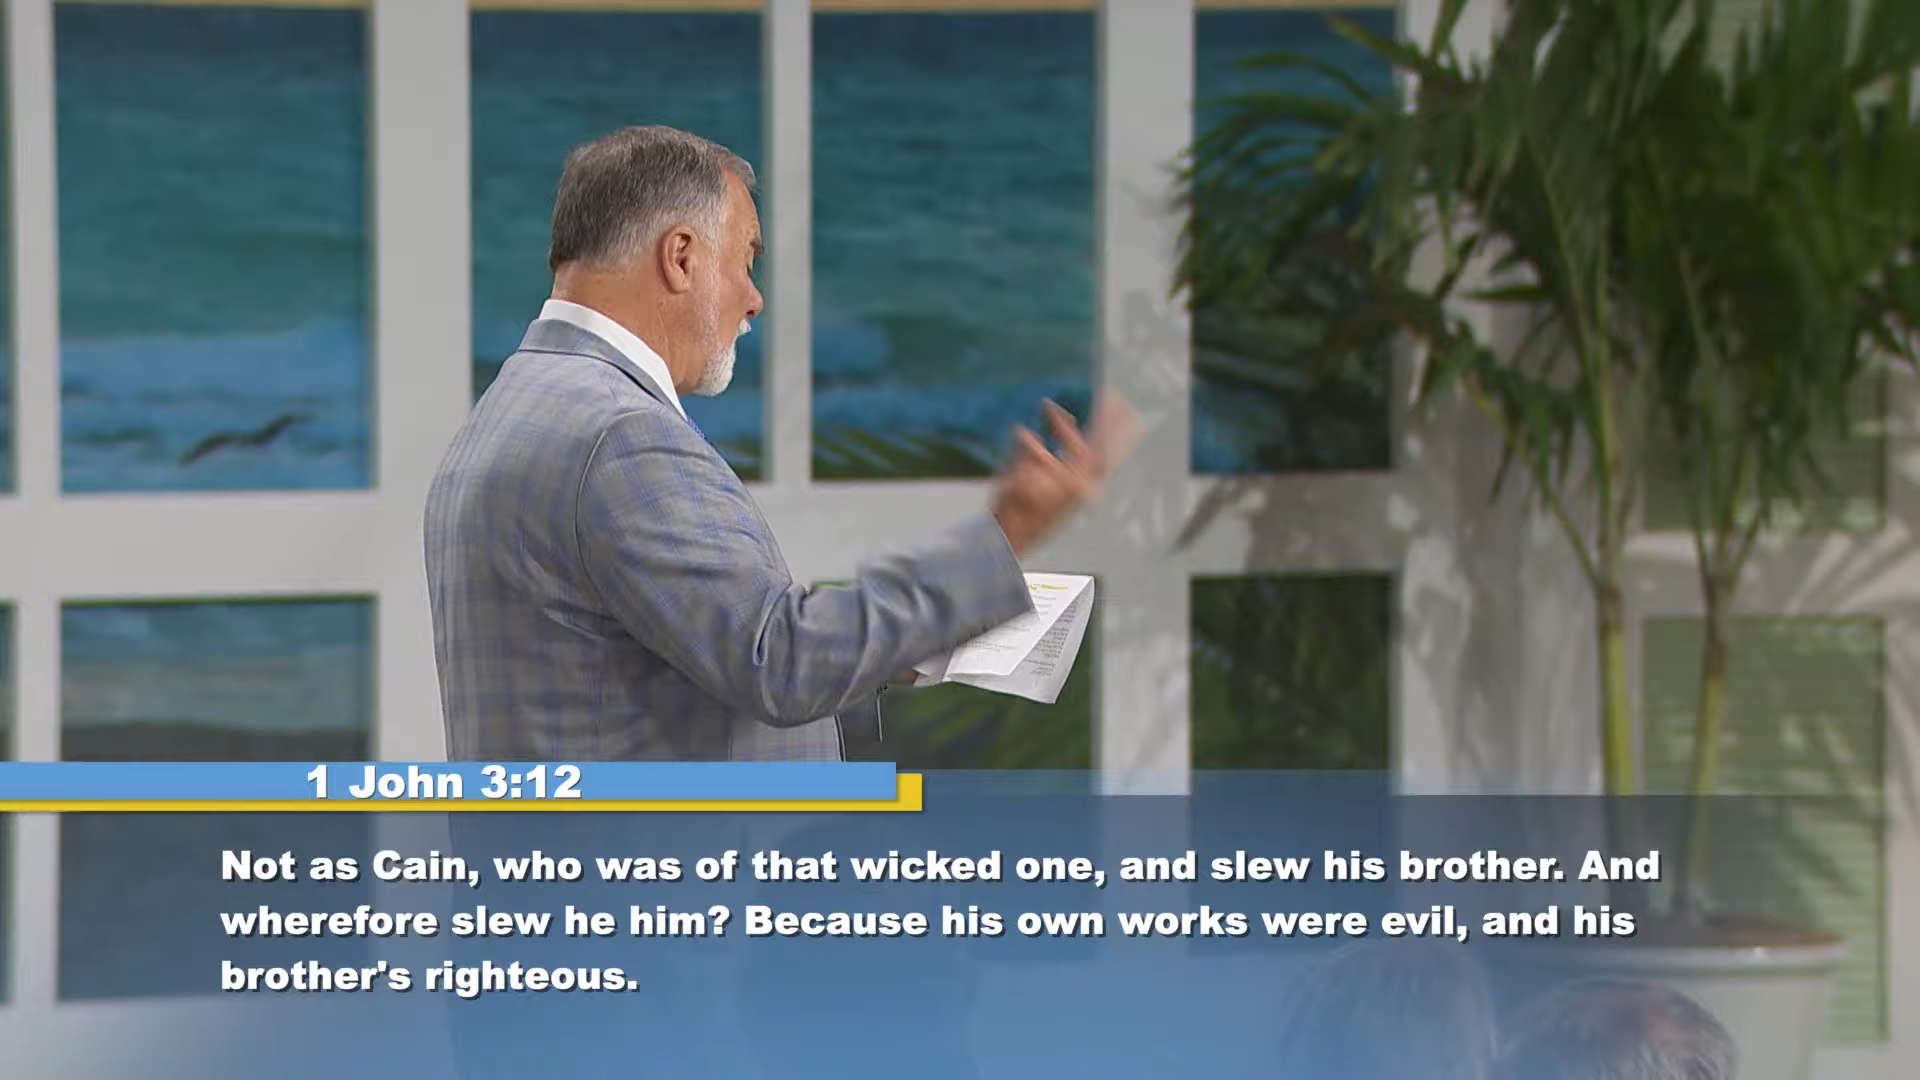 1 John 3:12
Not as Cain, who was of that wicked one, and slew his brother. And
wherefore slew he him? Because his own works were evil, and his
brother's righteous.